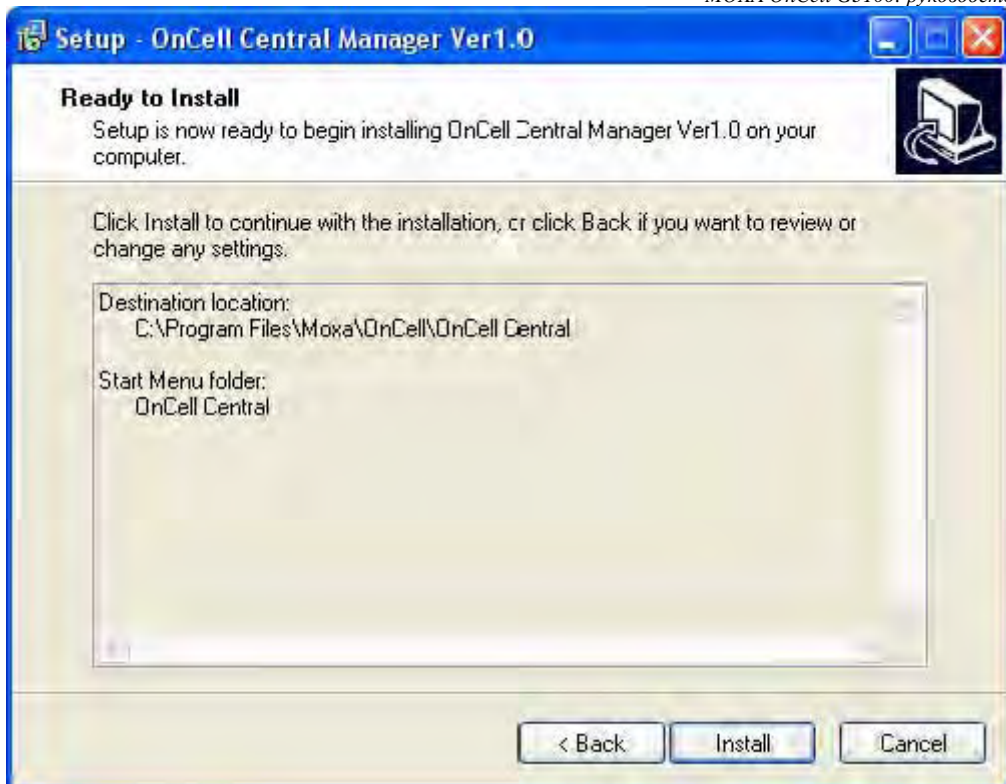 MOXA OnCell G3100:
Setup - OnCell Central Manager Ver1.0
Ready to Install
Setup is now ready to begin installing OnCell Central Manager Ver1.0 on your
computer.
Click Install to continue with the installation, or click Back if you want to review or
change any settings.
Destination location:
C:\Program Files\Moxa\OnCell\OnCell Central
Start Menu folder:
OnCell Central
< Back
Install
Cancel